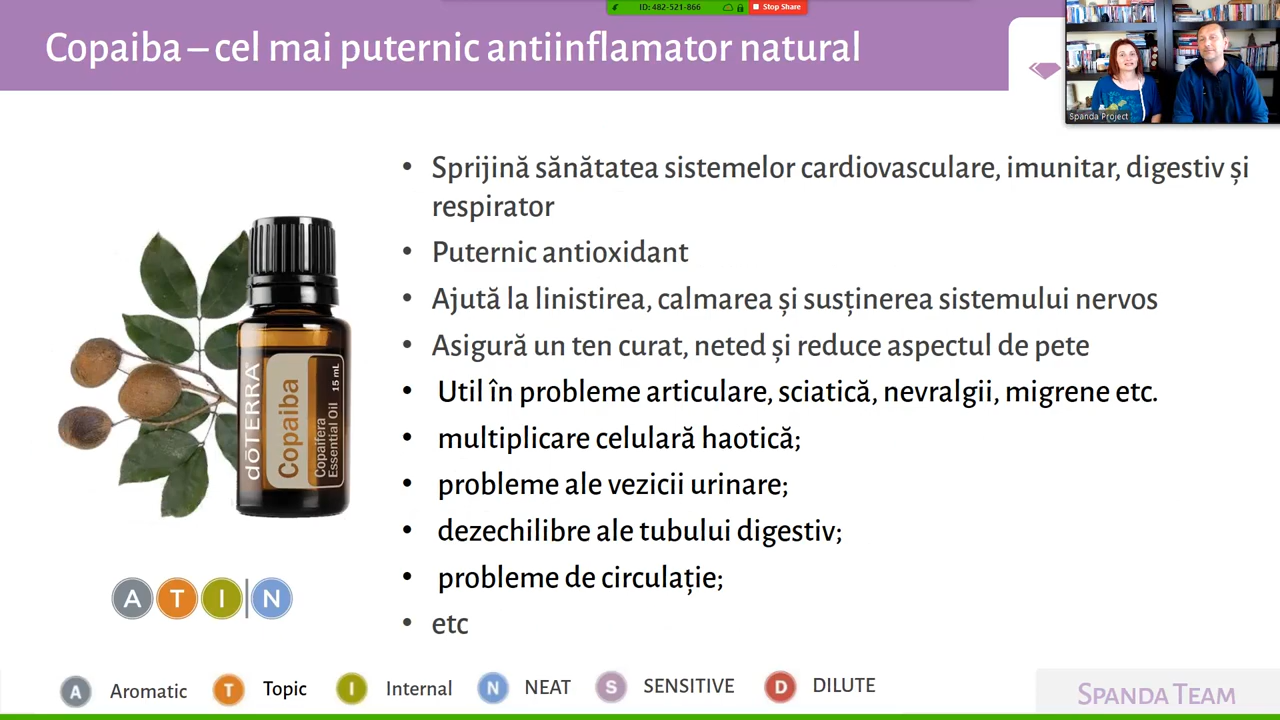 ID: 482-521-866
Stop Share
Copaiba – cel mai puternic antiinflamator natural
Spanda Project
• Sprijină sănătatea sistemelor cardiovasculare, imunitar, digestiv și
respirator
• Puternic antioxidant
• Ajută la linistirea, calmarea și susținerea sistemului nervos
• Asigură un ten curat, neted și reduce aspectul de pete
• Util în probleme articulare, sciatică, nevralgii, migrene etc.
• multiplicare celulară haotică;
• probleme ale vezicii urinare;
• dezechilibre ale tubului digestiv;
• probleme de circulație;
• etc
dōTERRA
Copaiba
Copaifera
Essential Oil 15 mL
A T I | N
A Aromatic T Topic I Internal N NEAT S SENSITIVE D DILUTE
SPANDA TEAM